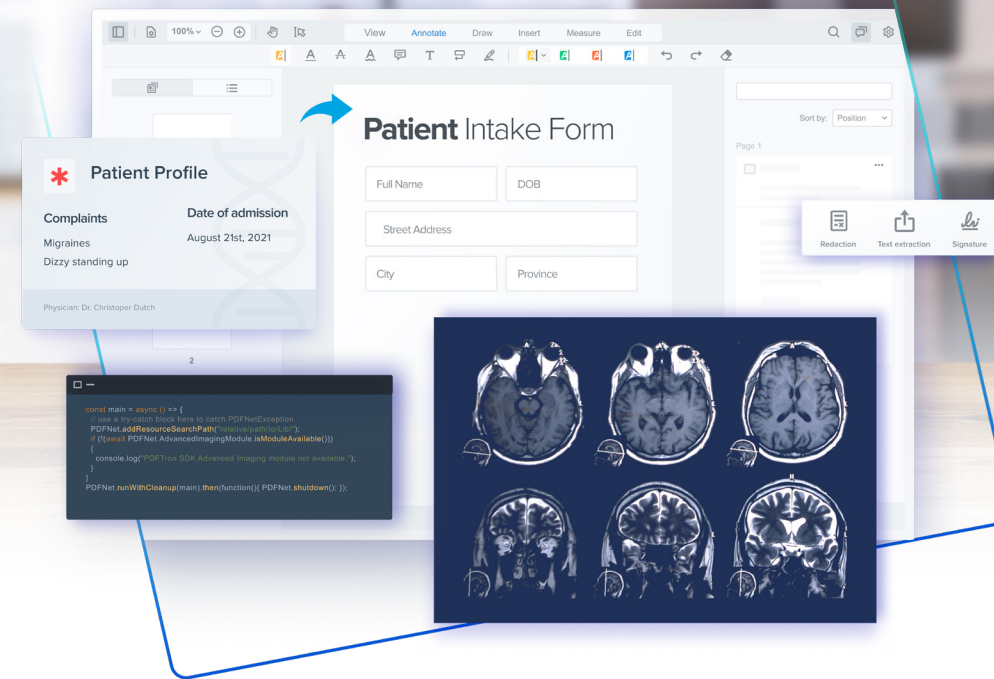 100%
View Annotate Draw Insert Measure Edit
Sort by: Position
Page 1
Patient Intake Form
Full Name DOB
Street Address
City Province
Patient Profile
Complaints
Migraines
Dizzy standing up
Date of admission
August 21st, 2021
Physician: Dr. Christoper Dutch
2
Redaction Text extraction Signature
const main = async () => {
// use a try-catch block here to catch PDFNetException
PDFNet.addResourceSearchPath("/relative/path/to/Lib/");
if (!(await PDFNet.AdvancedImagingModule.isModuleAvailable()))
{
console.log("PDFTron SDK Advanced Imaging module not available.");
}
}
PDFNet.runWithCleanup(main).then(function(){ PDFNet.shutdown(); });
A
A
A
L
H
L